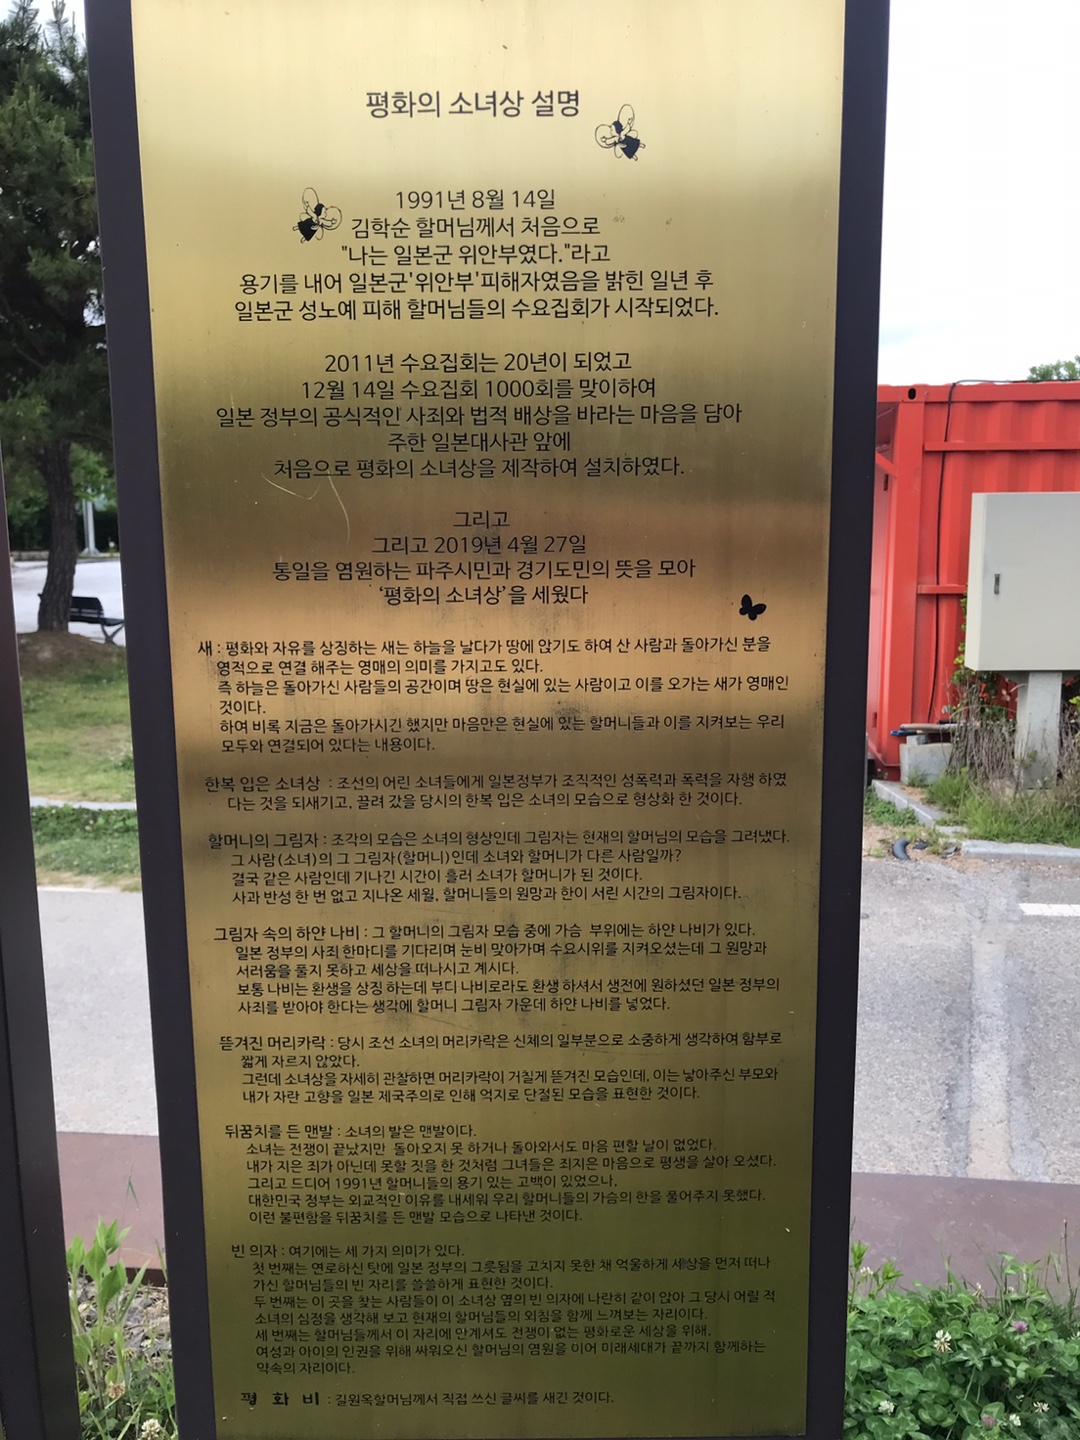 평화의 소녀상 설명
1991년 8월 14일
김학순 할머님께서 처음으로
"나는 일본군 위안부였다."라고
용기를 내어 일본군'위안부'피해자였음을 밝힌 일년 후
일본군 성노예 피해 할머님들의 수요집회가 시작되었다.
2011년 수요집회는 20년이 되었고
12월 14일 수요집회 1000회를 맞이하여
일본 정부의 공식적인 사죄와 법적 배상을 바라는 마음을 담아
주한 일본대사관 앞에
처음으로 평화의 소녀상을 제작하여 설치하였다.
그리고
그리고 2019년 4월 27일
통일을 염원하는 파주시민과 경기도민의 뜻을 모아
‘평화의 소녀상’을 세웠다
새 : 평화와 자유를 상징하는 새는 하늘을 날다가 땅에 앉기도 하여 산 사람과 돌아가신 분을
영적으로 연결 해주는 영매의 의미를 가지고도 있다.
즉 하늘은 돌아가신 사람들의 공간이며 땅은 현실에 있는 사람이고 이를 오가는 새가 영매인
것이다.
하여 비록 지금은 돌아가시긴 했지만 마음만은 현실에 있는 할머니들과 이를 지켜보는 우리
모두와 연결되어 있다는 내용이다.
한복 입은 소녀상 : 조선의 어린 소녀들에게 일본정부가 조직적인 성폭력과 폭력을 자행 하였
다는 것을 되새기고, 끌려 갔을 당시의 한복 입은 소녀의 모습으로 형상화 한 것이다.
할머니의 그림자 : 조각의 모습은 소녀의 형상인데 그림자는 현재의 할머님의 모습을 그려냈다.
그 사람(소녀)의 그 그림자(할머니)인데 소녀와 할머니가 다른 사람일까?
결국 같은 사람인데 기나긴 시간이 흘러 소녀가 할머니가 된 것이다.
사과 반성 한 번 없고 지나온 세월, 할머니들의 원망과 한이 서린 시간의 그림자이다.
그림자 속의 하얀 나비 : 그 할머니의 그림자 모습 중에 가슴 부위에는 하얀 나비가 있다.
일본 정부의 사죄 한마디를 기다리며 눈비 맞아가며 수요시위를 지켜오셨는데 그 원망과
서러움을 풀지 못하고 세상을 떠나시고 계시다.
보통 나비는 환생을 상징 하는데 부디 나비로라도 환생 하셔서 생전에 원하셨던 일본 정부의
사죄를 받아야 한다는 생각에 할머니 그림자 가운데 하얀 나비를 넣었다.
뜯겨진 머리카락 : 당시 조선 소녀의 머리카락은 신체의 일부분으로 소중하게 생각하여 함부로
짧게 자르지 않았다.
그런데 소녀상을 자세히 관찰하면 머리카락이 거칠게 뜯겨진 모습인데, 이는 낳아주신 부모와
내가 자란 고향을 일본 제국주의로 인해 억지로 단절된 모습을 표현한 것이다.
뒤꿈치를 든 맨발 : 소녀의 발은 맨발이다.
소녀는 전쟁이 끝났지만 돌아오지 못 하거나 돌아와서도 마음 편할 날이 없었다.
내가 지은 죄가 아닌데 못할 짓을 한 것처럼 그녀들은 죄지은 마음으로 평생을 살아 오셨다.
그리고 드디어 1991년 할머니들의 용기 있는 고백이 있었으나,
대한민국 정부는 외교적인 이유를 내세워 우리 할머니들의 가슴의 한을 풀어주지 못했다.
이런 불편함을 뒤꿈치를 든 맨발 모습으로 나타낸 것이다.
빈 의자 : 여기에는 세 가지 의미가 있다.
첫 번째는 연로하신 탓에 일본 정부의 그릇됨을 고치지 못한 채 억울하게 세상을 먼저 떠나
가신 할머님들의 빈 자리를 쓸쓸하게 표현한 것이다.
두 번째는 이 곳을 찾는 사람들이 이 소녀상 옆의 빈 의자에 나란히 같이 앉아 그 당시 어릴 적
소녀의 심정을 생각해 보고 현재의 할머님들의 외침을 함께 느껴보는 자리이다.
세 번째는 할머님들께서 이 자리에 안계셔도 전쟁이 없는 평화로운 세상을 위해,
여성과 아이의 인권을 위해 싸워오신 할머님의 염원을 이어 미래세대가 끝까지 함께하는
약속의 자리이다.
평 화 비 : 길원옥할머님께서 직접 쓰신 글씨를 새긴 것이다.